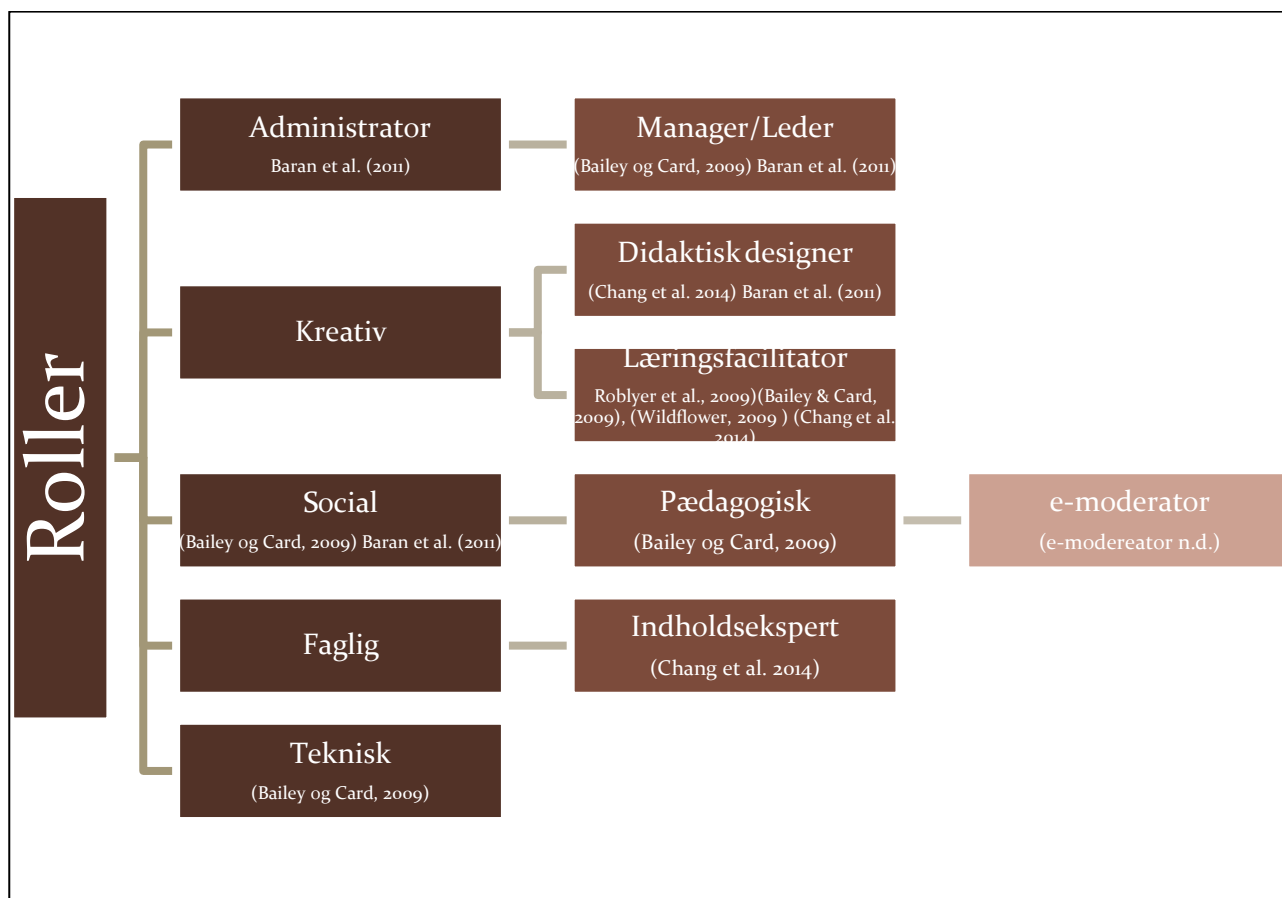 Roller
Administrator
Baran et al. (2011)
Manager/Leder
(Bailey og Card, 2009) Baran et al. (2011)
Kreativ
Didaktisk designer
(Chang et al. 2014) Baran et al. (2011)
Læringsfacilitator
Roblyer et al., 2009)(Bailey & Card,
2009), (Wildflower, 2009 ) (Chang et al.
2014)
Social
(Bailey og Card, 2009) Baran et al. (2011)
Pædagogisk
(Bailey og Card, 2009)
e-moderator
(e-modereator n.d.)
Faglig
Indholdsekspert
(Chang et al. 2014)
Teknisk
(Bailey og Card, 2009)